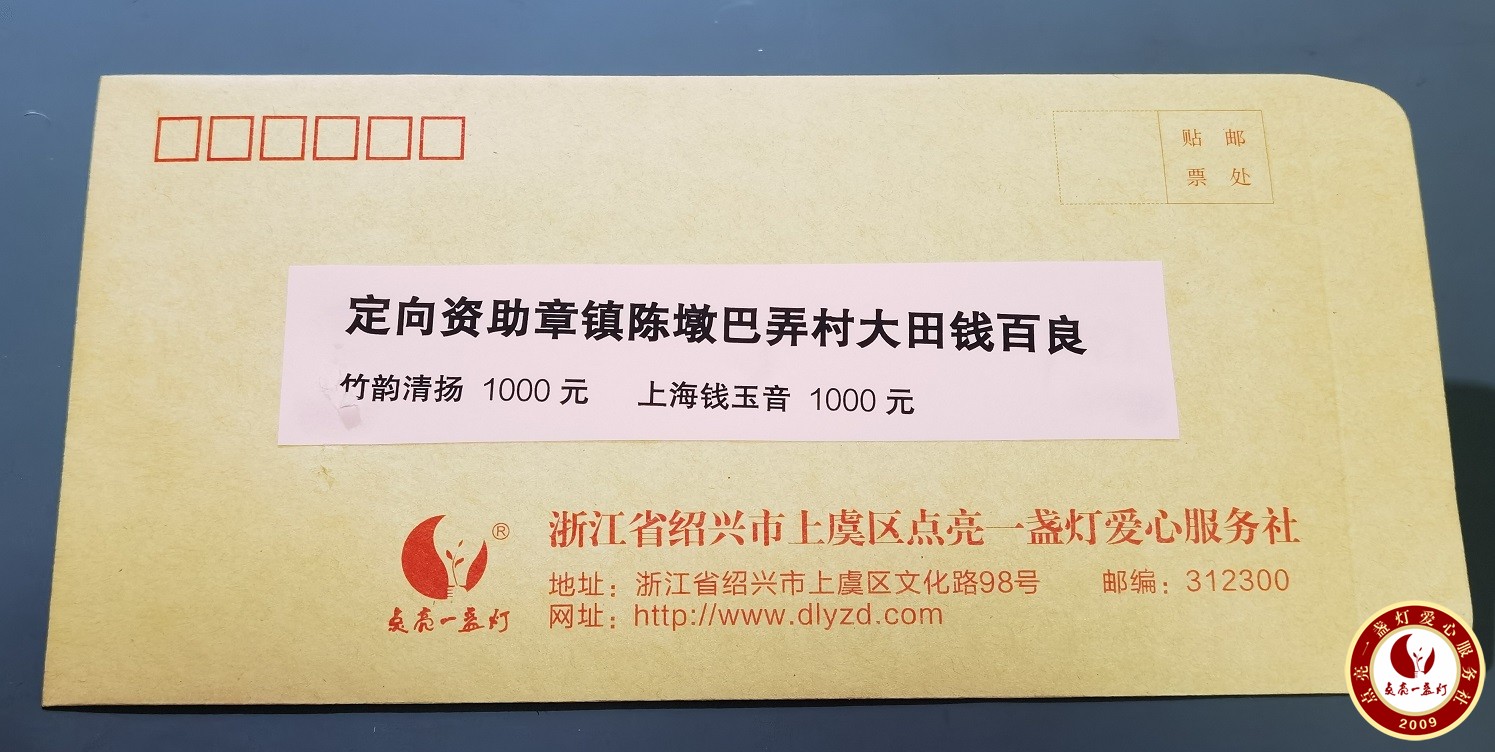 贴 邮
票 处
定向资助章镇陈墩巴弄村大田钱百良
竹韵清扬 1000 元 上海钱玉音 1000 元
®
点亮一盏灯
浙江省绍兴市上虞区点亮一盏灯爱心服务社
地址：浙江省绍兴市上虞区文化路98号 邮编：312300
网址：http://www.dlyzd.com
点亮一盏灯爱心服务社
点亮一盏灯
2009